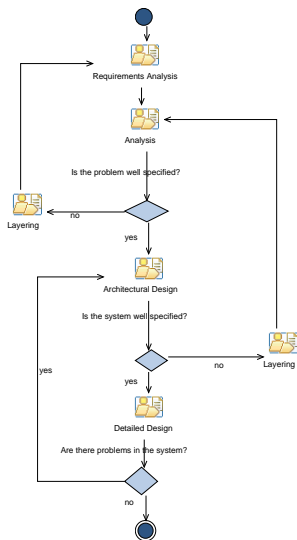 Requirements Analysis
Analysis
Is the problem well specified?
no
Layering
yes
Architectural Design
Is the system well specified?
no
Layering
yes
yes
Detailed Design
Are there problems in the system?
no